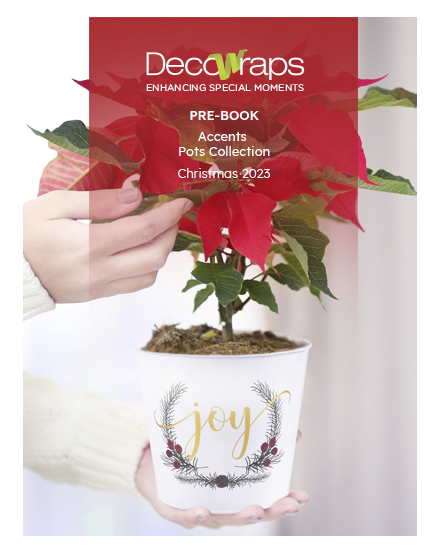 DecoWraps
ENHANCING SPECIAL MOMENTS
PRE-BOOK
Accents
Pots Collection
Christmas 2023
joy